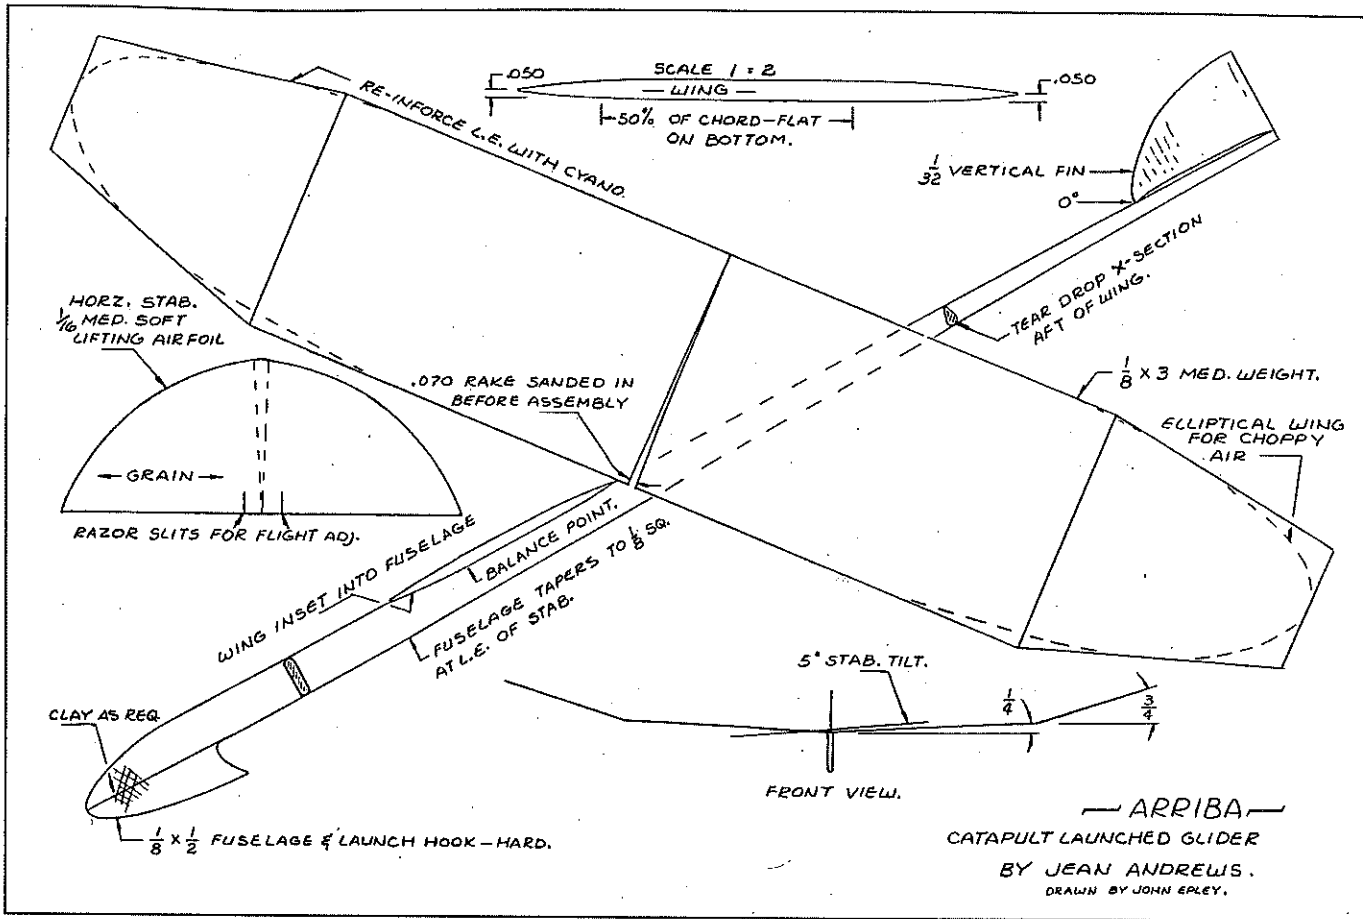 RE-INFORCE L.E. WITH CYANO.
.050
SCALE 1 = 2
— WING —
.050
50% OF CHORD-FLAT
ON BOTTOM.
1/32 VERTICAL FIN
0°
TEAR DROP X-SECTION
AFT OF WING.
HORZ. STAB.
1/16 MED. SOFT
LIFTING AIRFOIL
.070 RAKE SANDED IN
BEFORE ASSEMBLY
1/8 X 3 MED. WEIGHT.
ELLIPTICAL WING
FOR CHOPPY
AIR
GRAIN
RAZOR SLITS FOR FLIGHT ADJ.
WING INSET INTO FUSELAGE
BALANCE POINT.
FUSELAGE TAPERS TO 1/8 SQ.
AT L.E. OF STAB.
CLAY AS REQ
1/8 X 1/2 FUSELAGE & LAUNCH HOOK-HARD.
5° STAB. TILT.
1/4
3/4
FRONT VIEW.
— ARRIBA —
CATAPULT LAUNCHED GLIDER
BY JEAN ANDREWS.
DRAWN BY JOHN EPLEY.